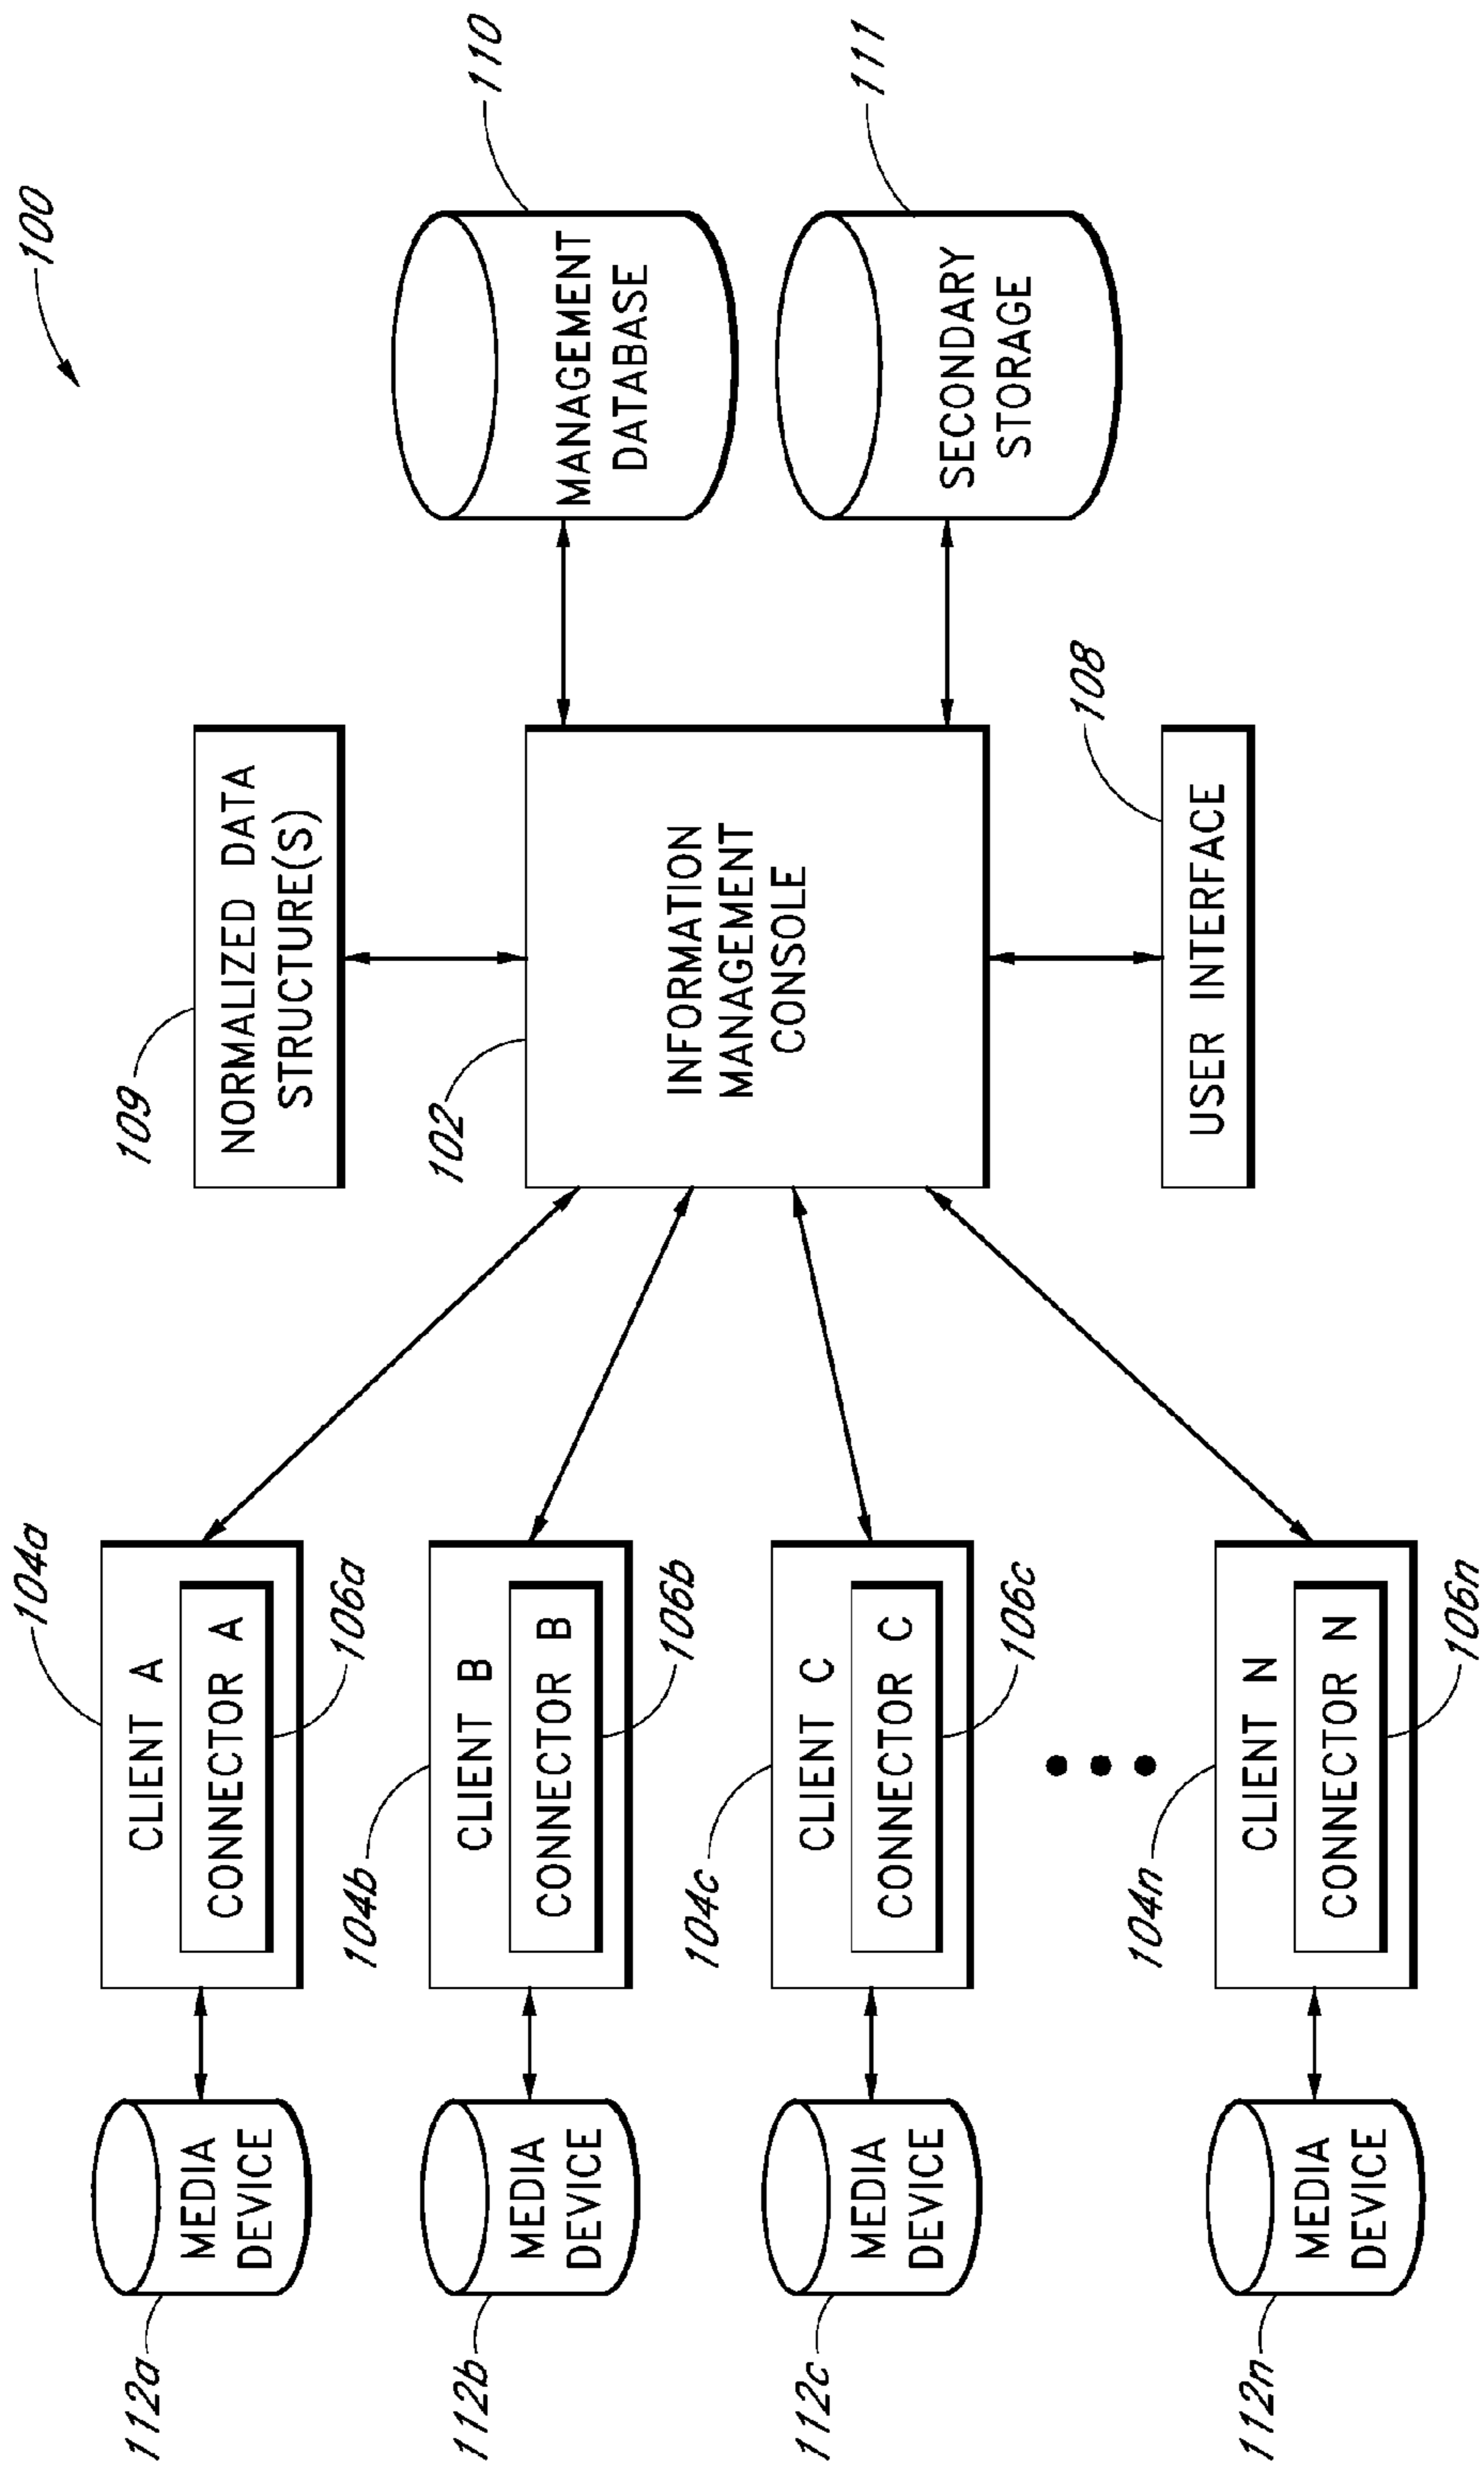 100
112a
MEDIA
DEVICE
104a
CLIENT A
CONNECTOR A
106a
112b
MEDIA
DEVICE
104b
CLIENT B
CONNECTOR B
106b
112c
MEDIA
DEVICE
104c
CLIENT C
CONNECTOR C
106c
112n
MEDIA
DEVICE
104n
CLIENT N
CONNECTOR N
106n
109
NORMALIZED DATA
STRUCTURE(S)
102
INFORMATION
MANAGEMENT
CONSOLE
108
USER INTERFACE
110
MANAGEMENT
DATABASE
111
SECONDARY
STORAGE